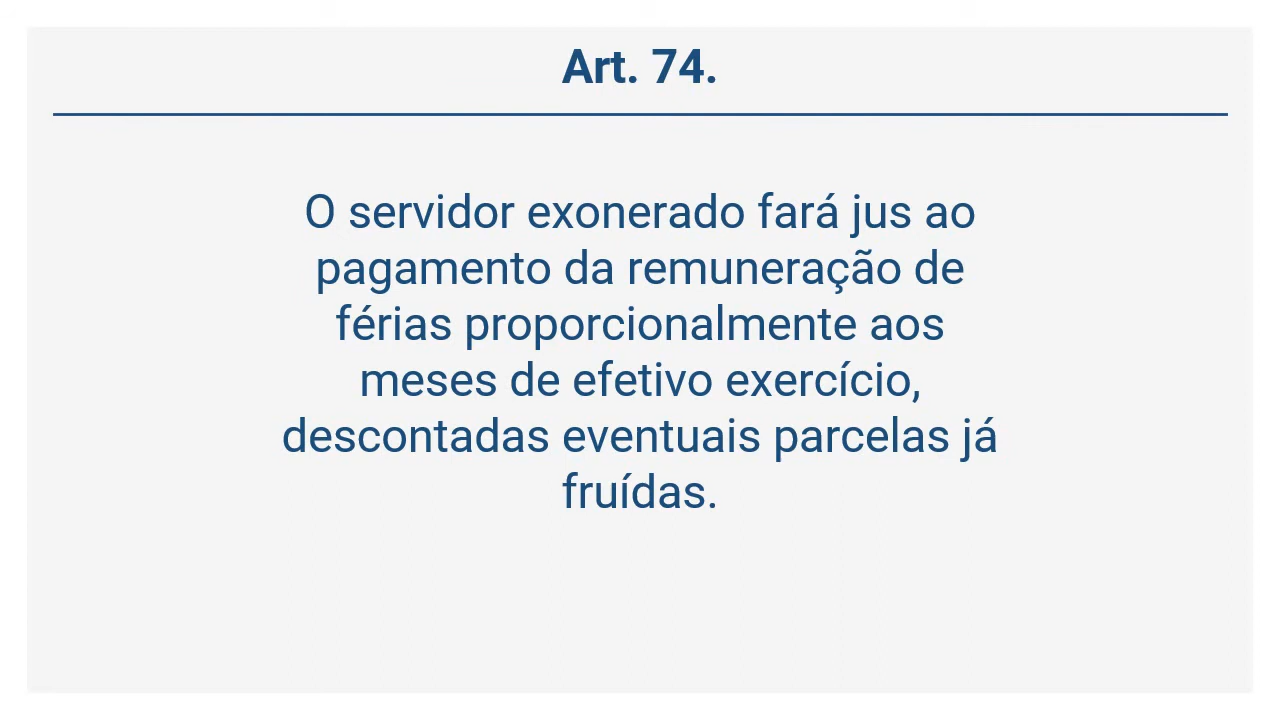 Art. 74.
O servidor exonerado fará jus ao
pagamento da remuneração de
férias proporcionalmente aos
meses de efetivo exercício,
descontadas eventuais parcelas já
fruídas.